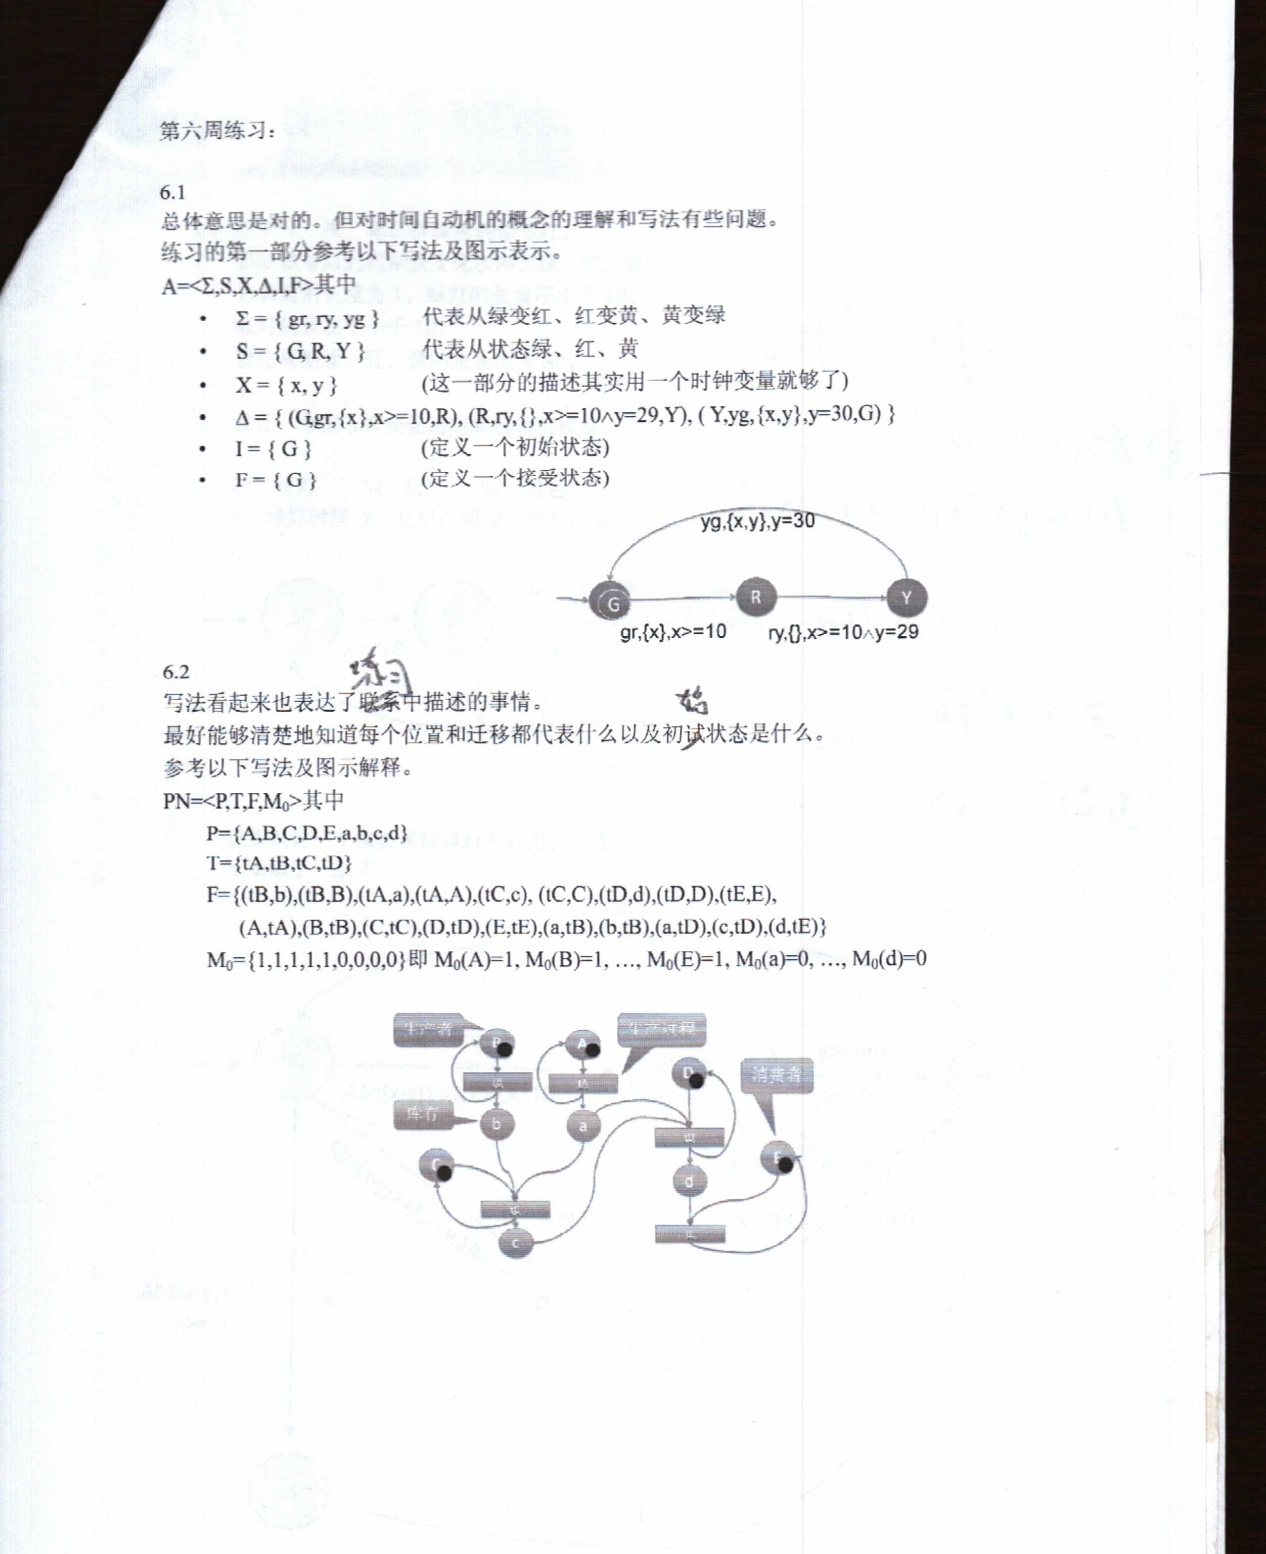 第六周练习：
6.1
总体意思是对的。但对时间自动机的概念的理解和写法有些问题。
练习的第一部分参考以下写法及图示表示。
A=<Σ,S,X,Δ,I,F>其中
• Σ = { gr, ry, yg } 代表从绿变红、红变黄、黄变绿
• S = { G, R, Y } 代表从状态绿、红、黄
• X = { x, y } (这一部分的描述其实用一个时钟变量就够了)
• Δ = { (G,gr,{x},x>=10,R), (R,ry,{},x>=10∧y=29,Y), ( Y,yg,{x,y},y=30,G) }
• I = { G } (定义一个初始状态)
• F = { G } (定义一个接受状态)
yg,{x,y},y=30
G R Y
gr,{x},x>=10 ry,{},x>=10∧y=29
6.2
练习
写法看起来也表达了联系中描述的事情。
始
最好能够清楚地知道每个位置和迁移都代表什么以及初试状态是什么。
参考以下写法及图示解释。
PN=<P,T,F,M₀>其中
P={A,B,C,D,E,a,b,c,d}
T={tA,tB,tC,tD}
F={(tB,b),(tB,B),(tA,a),(tA,A),(tC,c), (tC,C),(tD,d),(tD,D),(tE,E),
(A,tA),(B,tB),(C,tC),(D,tD),(E,tE),(a,tB),(b,tB),(a,tD),(c,tD),(d,tE)}
M₀={1,1,1,1,1,0,0,0,0}即 M₀(A)=1, M₀(B)=1, …, M₀(E)=1, M₀(a)=0, …, M₀(d)=0
生产者 生产过程
B A
D 消费者
库存 b a
C E
d
c